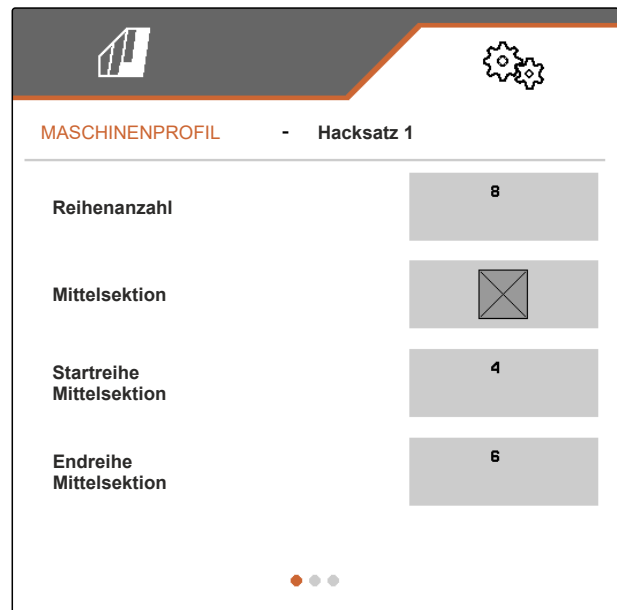 MASCHINENPROFIL - Hacksatz 1
Reihenanzahl 8
Mittelsektion
Startreihe
Mittelsektion 4
Endreihe
Mittelsektion 6